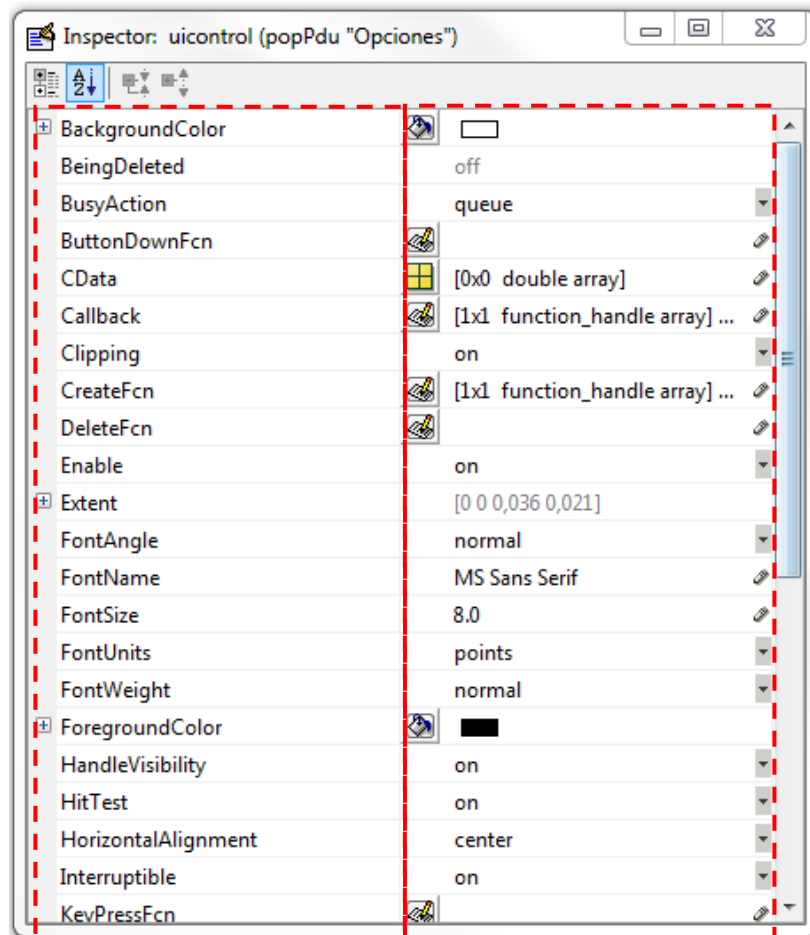 Inspector: uicontrol (popPdu "Opciones")
BackgroundColor
BeingDeleted off
BusyAction queue
ButtonDownFcn
CData [0x0 double array]
Callback [1x1 function_handle array] ...
Clipping on
CreateFcn [1x1 function_handle array] ...
DeleteFcn
Enable on
Extent [0 0 0,036 0,021]
FontAngle normal
FontName MS Sans Serif
FontSize 8.0
FontUnits points
FontWeight normal
ForegroundColor
HandleVisibility on
HitTest on
HorizontalAlignment center
Interruptible on
KeyPressFcn